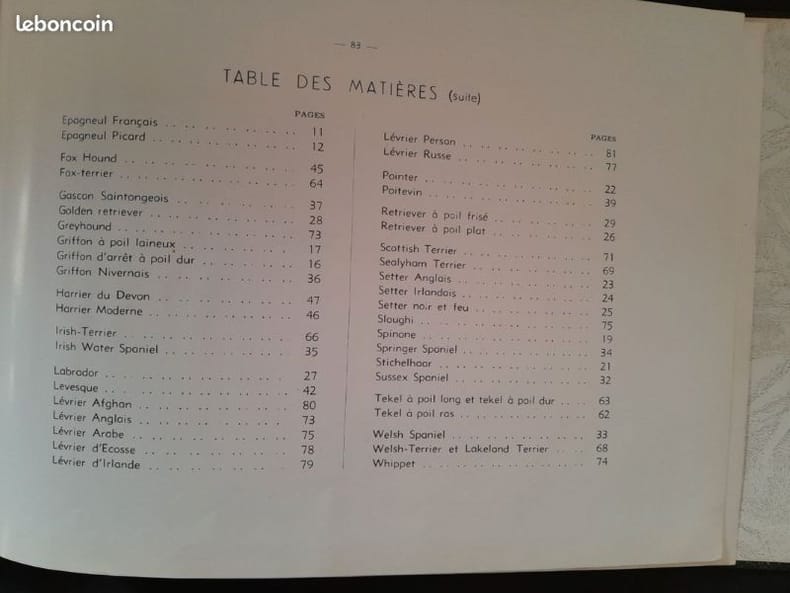 leboncoin
— 83 —
TABLE DES MATIÈRES (suite)
PAGES
Epagneul Français 11
Epagneul Picard 12
Fox Hound 45
Fox-terrier 64
Gascon Saintongeois 37
Golden retriever 28
Greyhound 73
Griffon à poil laineux 17
Griffon d'arrêt à poil dur 16
Griffon Nivernais 36
Harrier du Devon 47
Harrier Moderne 46
Irish-Terrier 66
Irish Water Spaniel 35
Labrador 27
Levesque 42
Lévrier Afghan 80
Lévrier Anglais 73
Lévrier Arabe 75
Lévrier d'Ecosse 78
Lévrier d'Irlande 79
PAGES
Lévrier Persan 81
Lévrier Russe 77
Pointer 22
Poitevin 39
Retriever à poil frisé 29
Retriever à poil plat 26
Scottish Terrier 71
Sealyham Terrier 69
Setter Anglais 23
Setter Irlandais 24
Setter noir et feu 25
Sloughi 75
Spinone 19
Springer Spaniel 34
Stichelhaar 21
Sussex Spaniel 32
Tekel à poil long et tekel à poil dur 63
Tekel à poil ras 62
Welsh Spaniel 33
Welsh-Terrier et Lakeland Terrier 68
Whippet 74